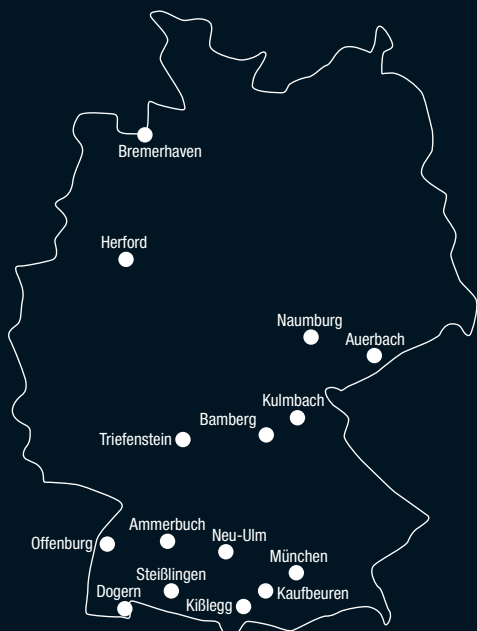 Bremerhaven
Herford
Naumburg
Auerbach
Kulmbach
Bamberg
Triefenstein
Ammerbuch
Offenburg
Neu-Ulm
München
Steißlingen
Dogern
Kaufbeuren
Kißlegg